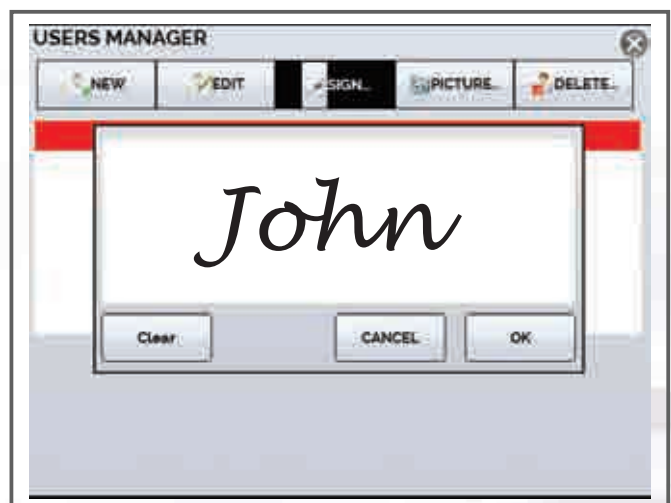 USERS MANAGER
NEW EDIT SIGN... PICTURE... DELETE...
John
Clear CANCEL OK